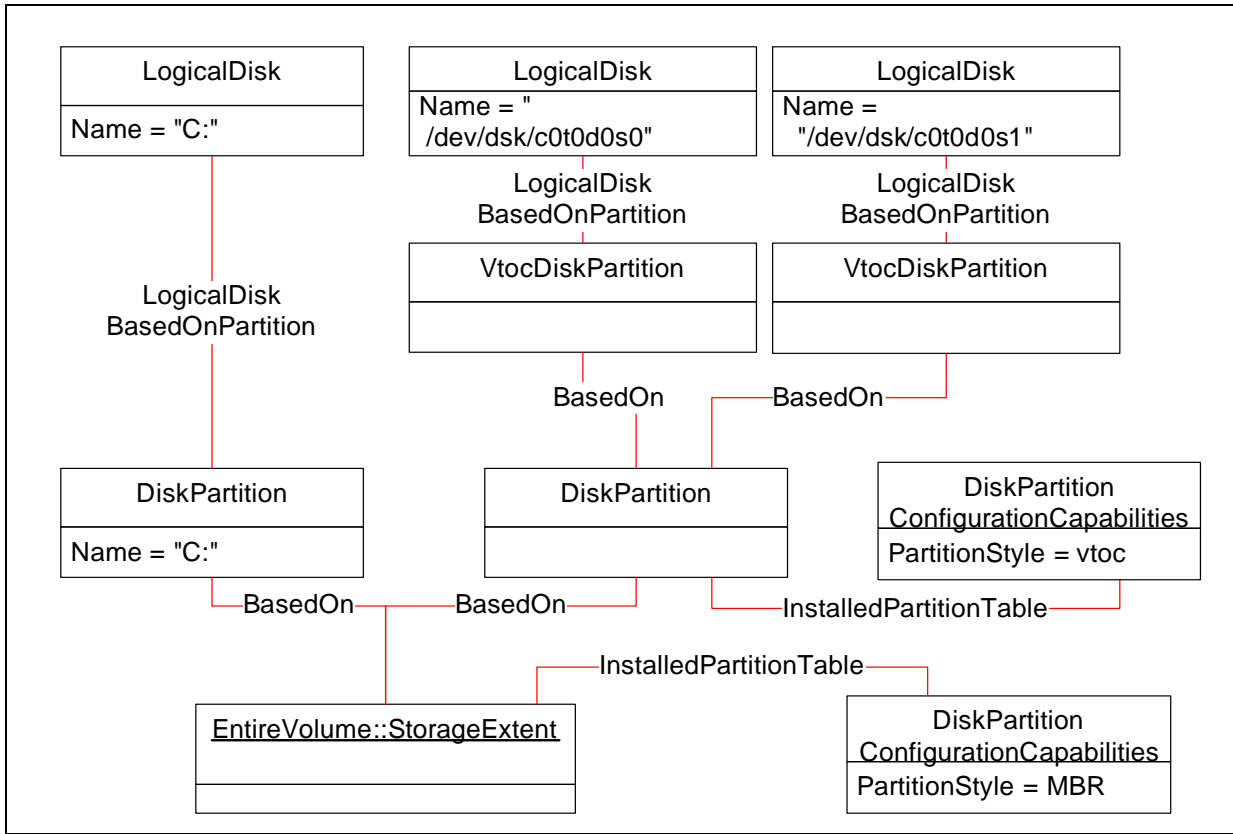 LogicalDisk
Name = "C:"
LogicalDisk
Name = "
/dev/dsk/c0t0d0s0"
LogicalDisk
Name =
"/dev/dsk/c0t0d0s1"
LogicalDisk
BasedOnPartition
LogicalDisk
BasedOnPartition
LogicalDisk
BasedOnPartition
VtocDiskPartition
VtocDiskPartition
BasedOn
BasedOn
DiskPartition
Name = "C:"
DiskPartition
DiskPartition
ConfigurationCapabilities
PartitionStyle = vtoc
BasedOn
BasedOn
InstalledPartitionTable
InstalledPartitionTable
EntireVolume::StorageExtent
DiskPartition
ConfigurationCapabilities
PartitionStyle = MBR